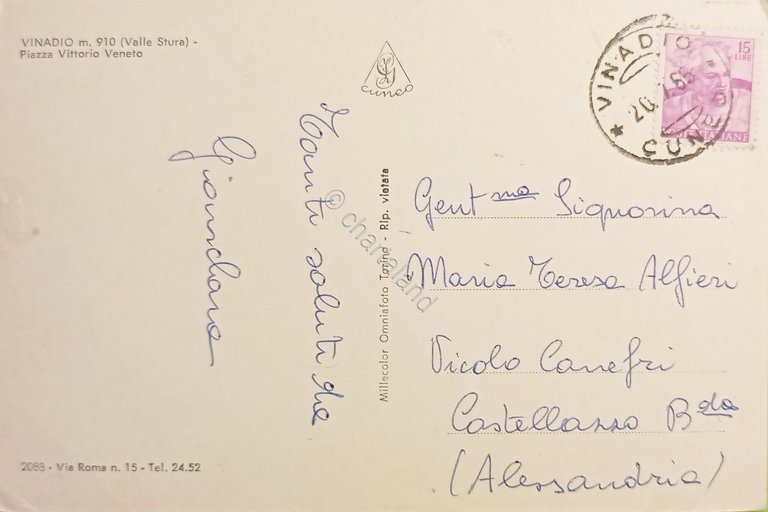 VINADIO m. 910 (Valle Stura) -
Piazza Vittorio Veneto
CUNEO
VINADIO
CUNEO
15
LIRE
ITALIANE
Tanti saluti da
Millecolor Omniafoto Torino - Rip. vietata
© chartaland
Gent ma Signorina
Maria Teresa Alfieri
Vicolo Canefri
Castellazzo B da
(Alessandria)
2088 - Via Roma n. 15 - Tel. 24.52